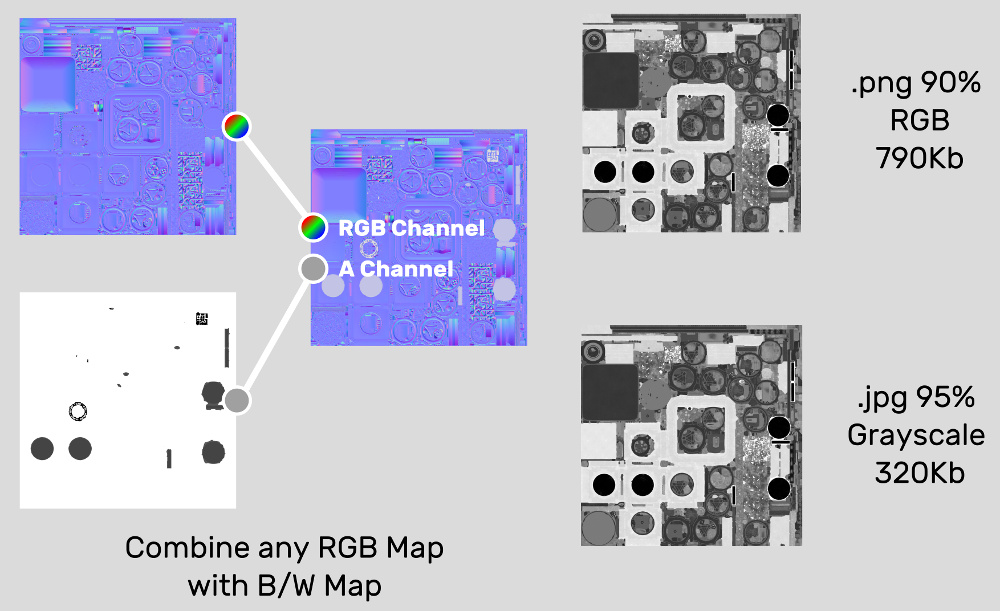 RGB Channel
A Channel
Combine any RGB Map
with B/W Map
.png 90%
RGB
790Kb
.jpg 95%
Grayscale
320Kb